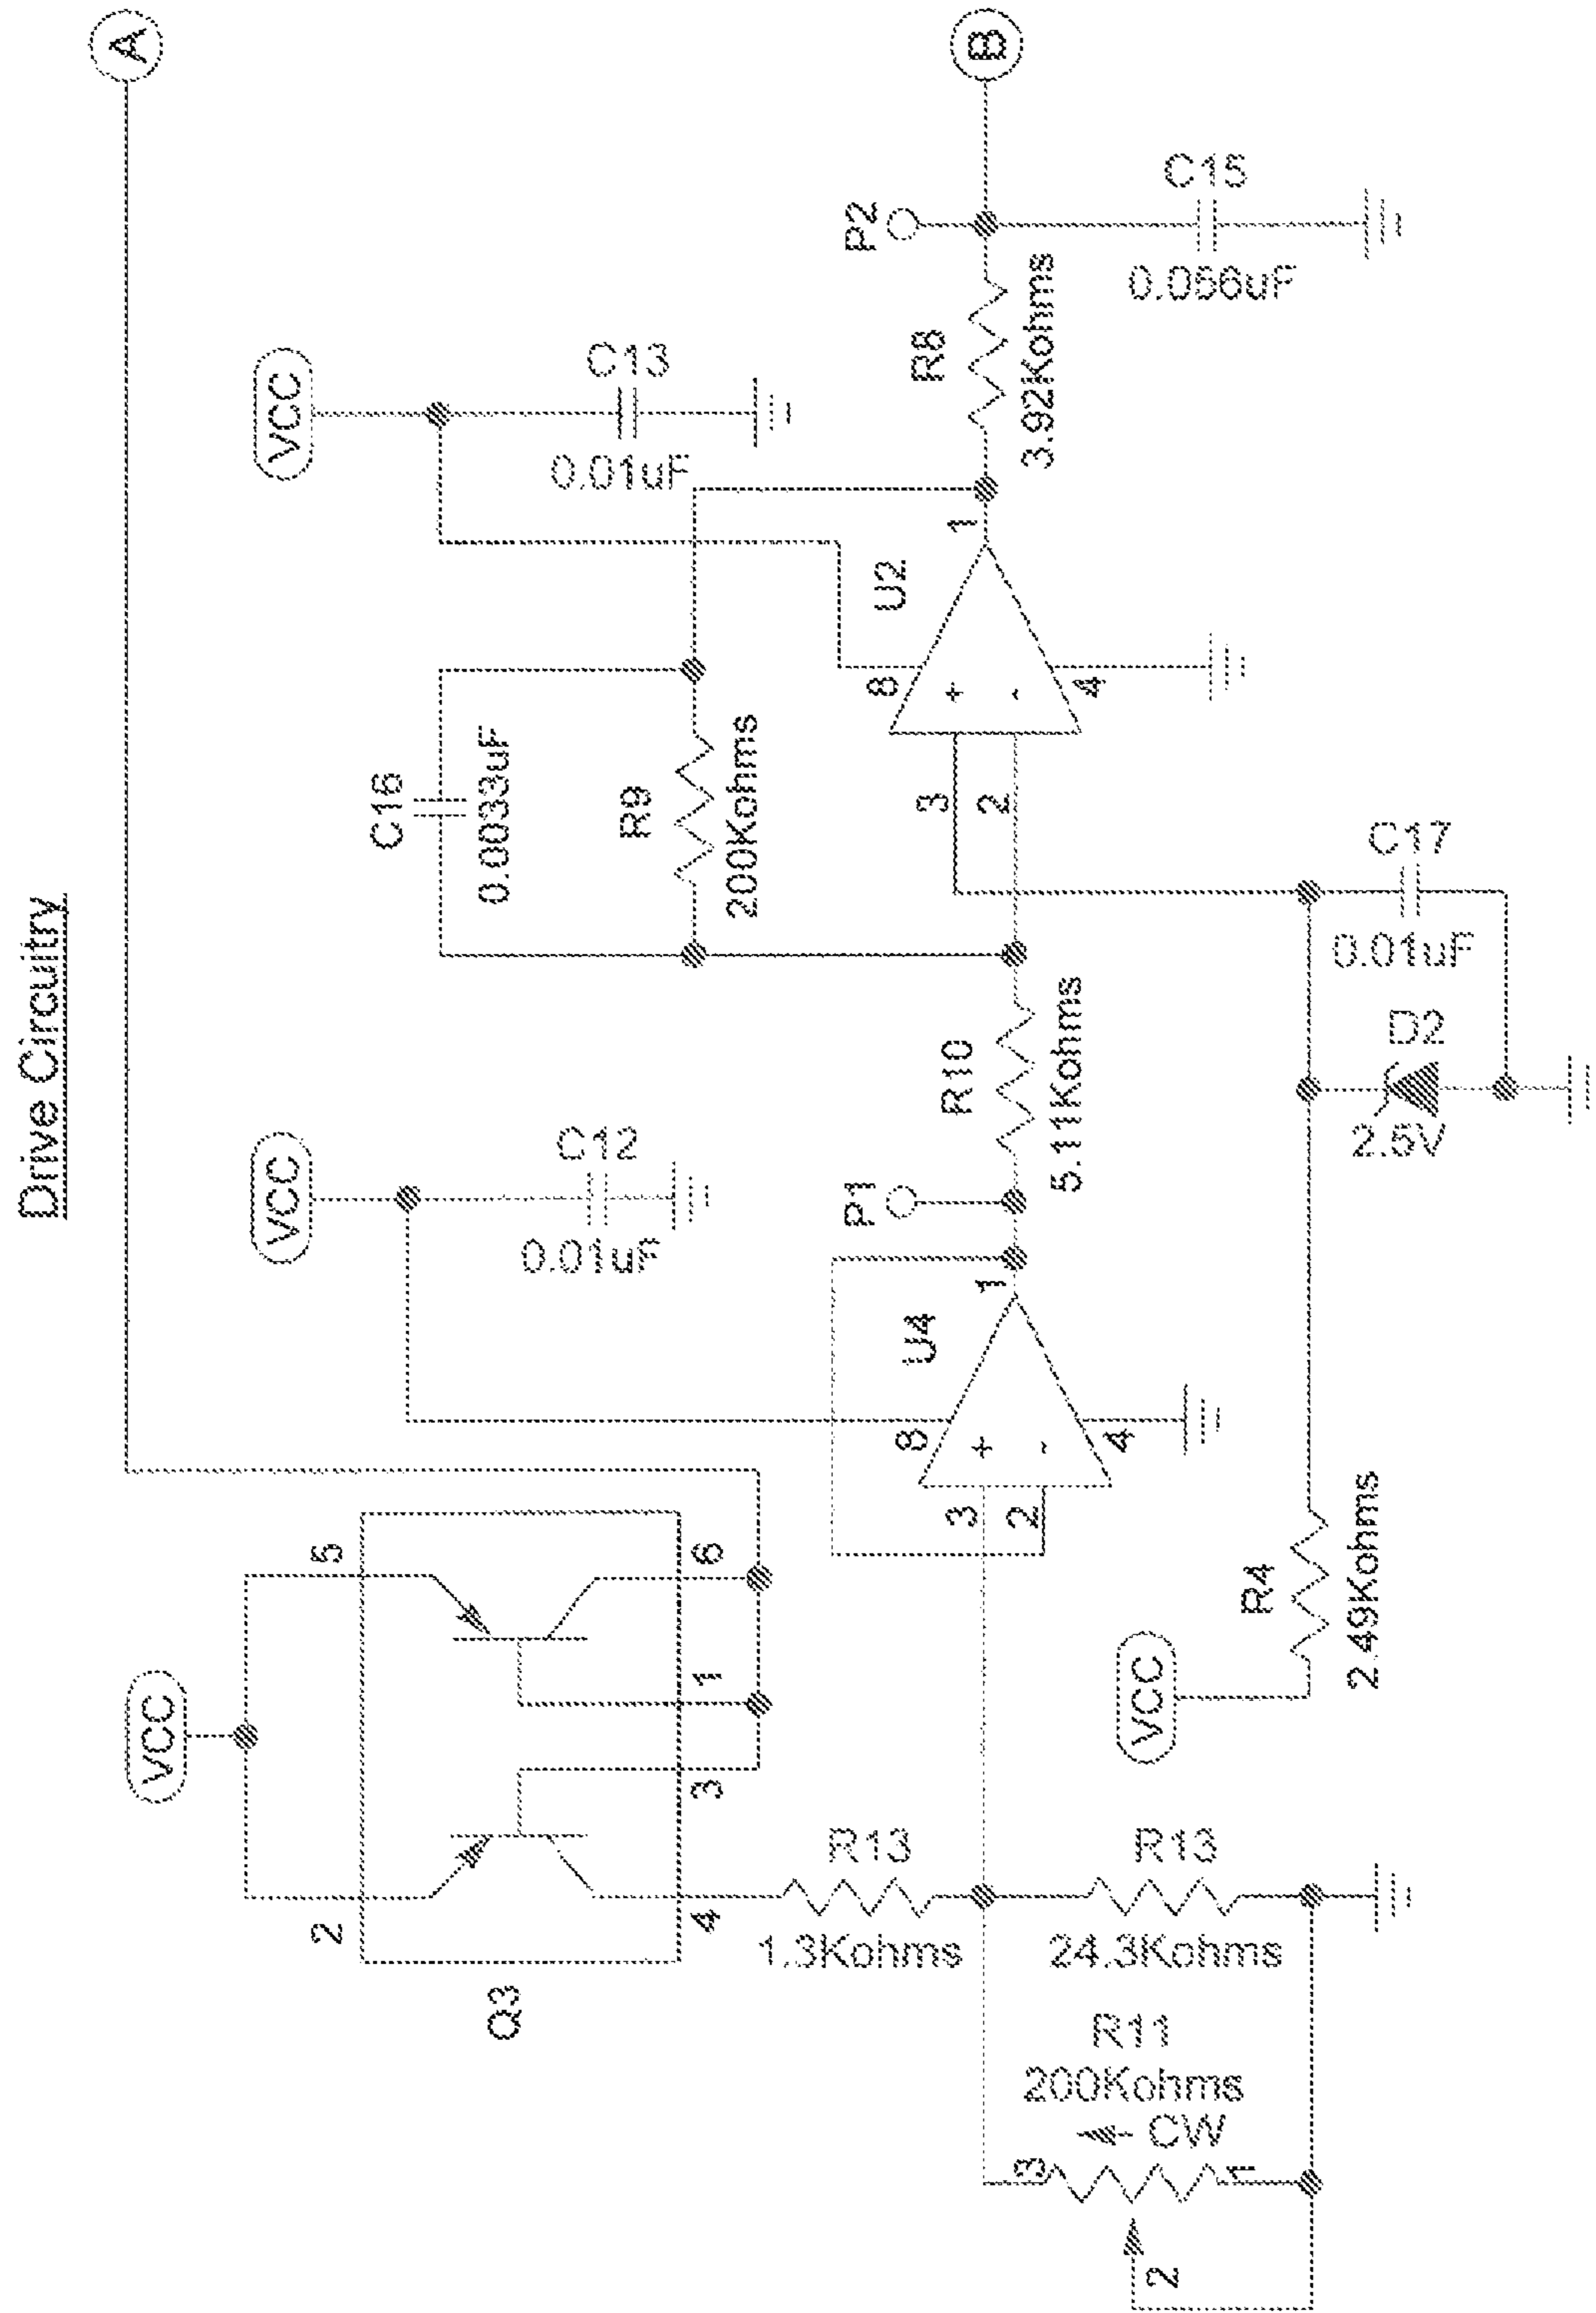 Drive Circuitry
A
B
VCC
5
2
Q3
6
1
3
4
R13
1.3Kohms
R13
24.3Kohms
R11
200Kohms
CW
3
1
2
VCC
C12
0.01uF
U4
8
+
-
3
2
1
4
P1
R10
5.11Kohms
C16
0.0033uF
R9
200Kohms
VCC
C13
0.01uF
U2
8
+
-
3
2
1
4
R8
3.92Kohms
P2
C15
0.056uF
VCC
R4
2.49Kohms
D2
2.5V
C17
0.01uF